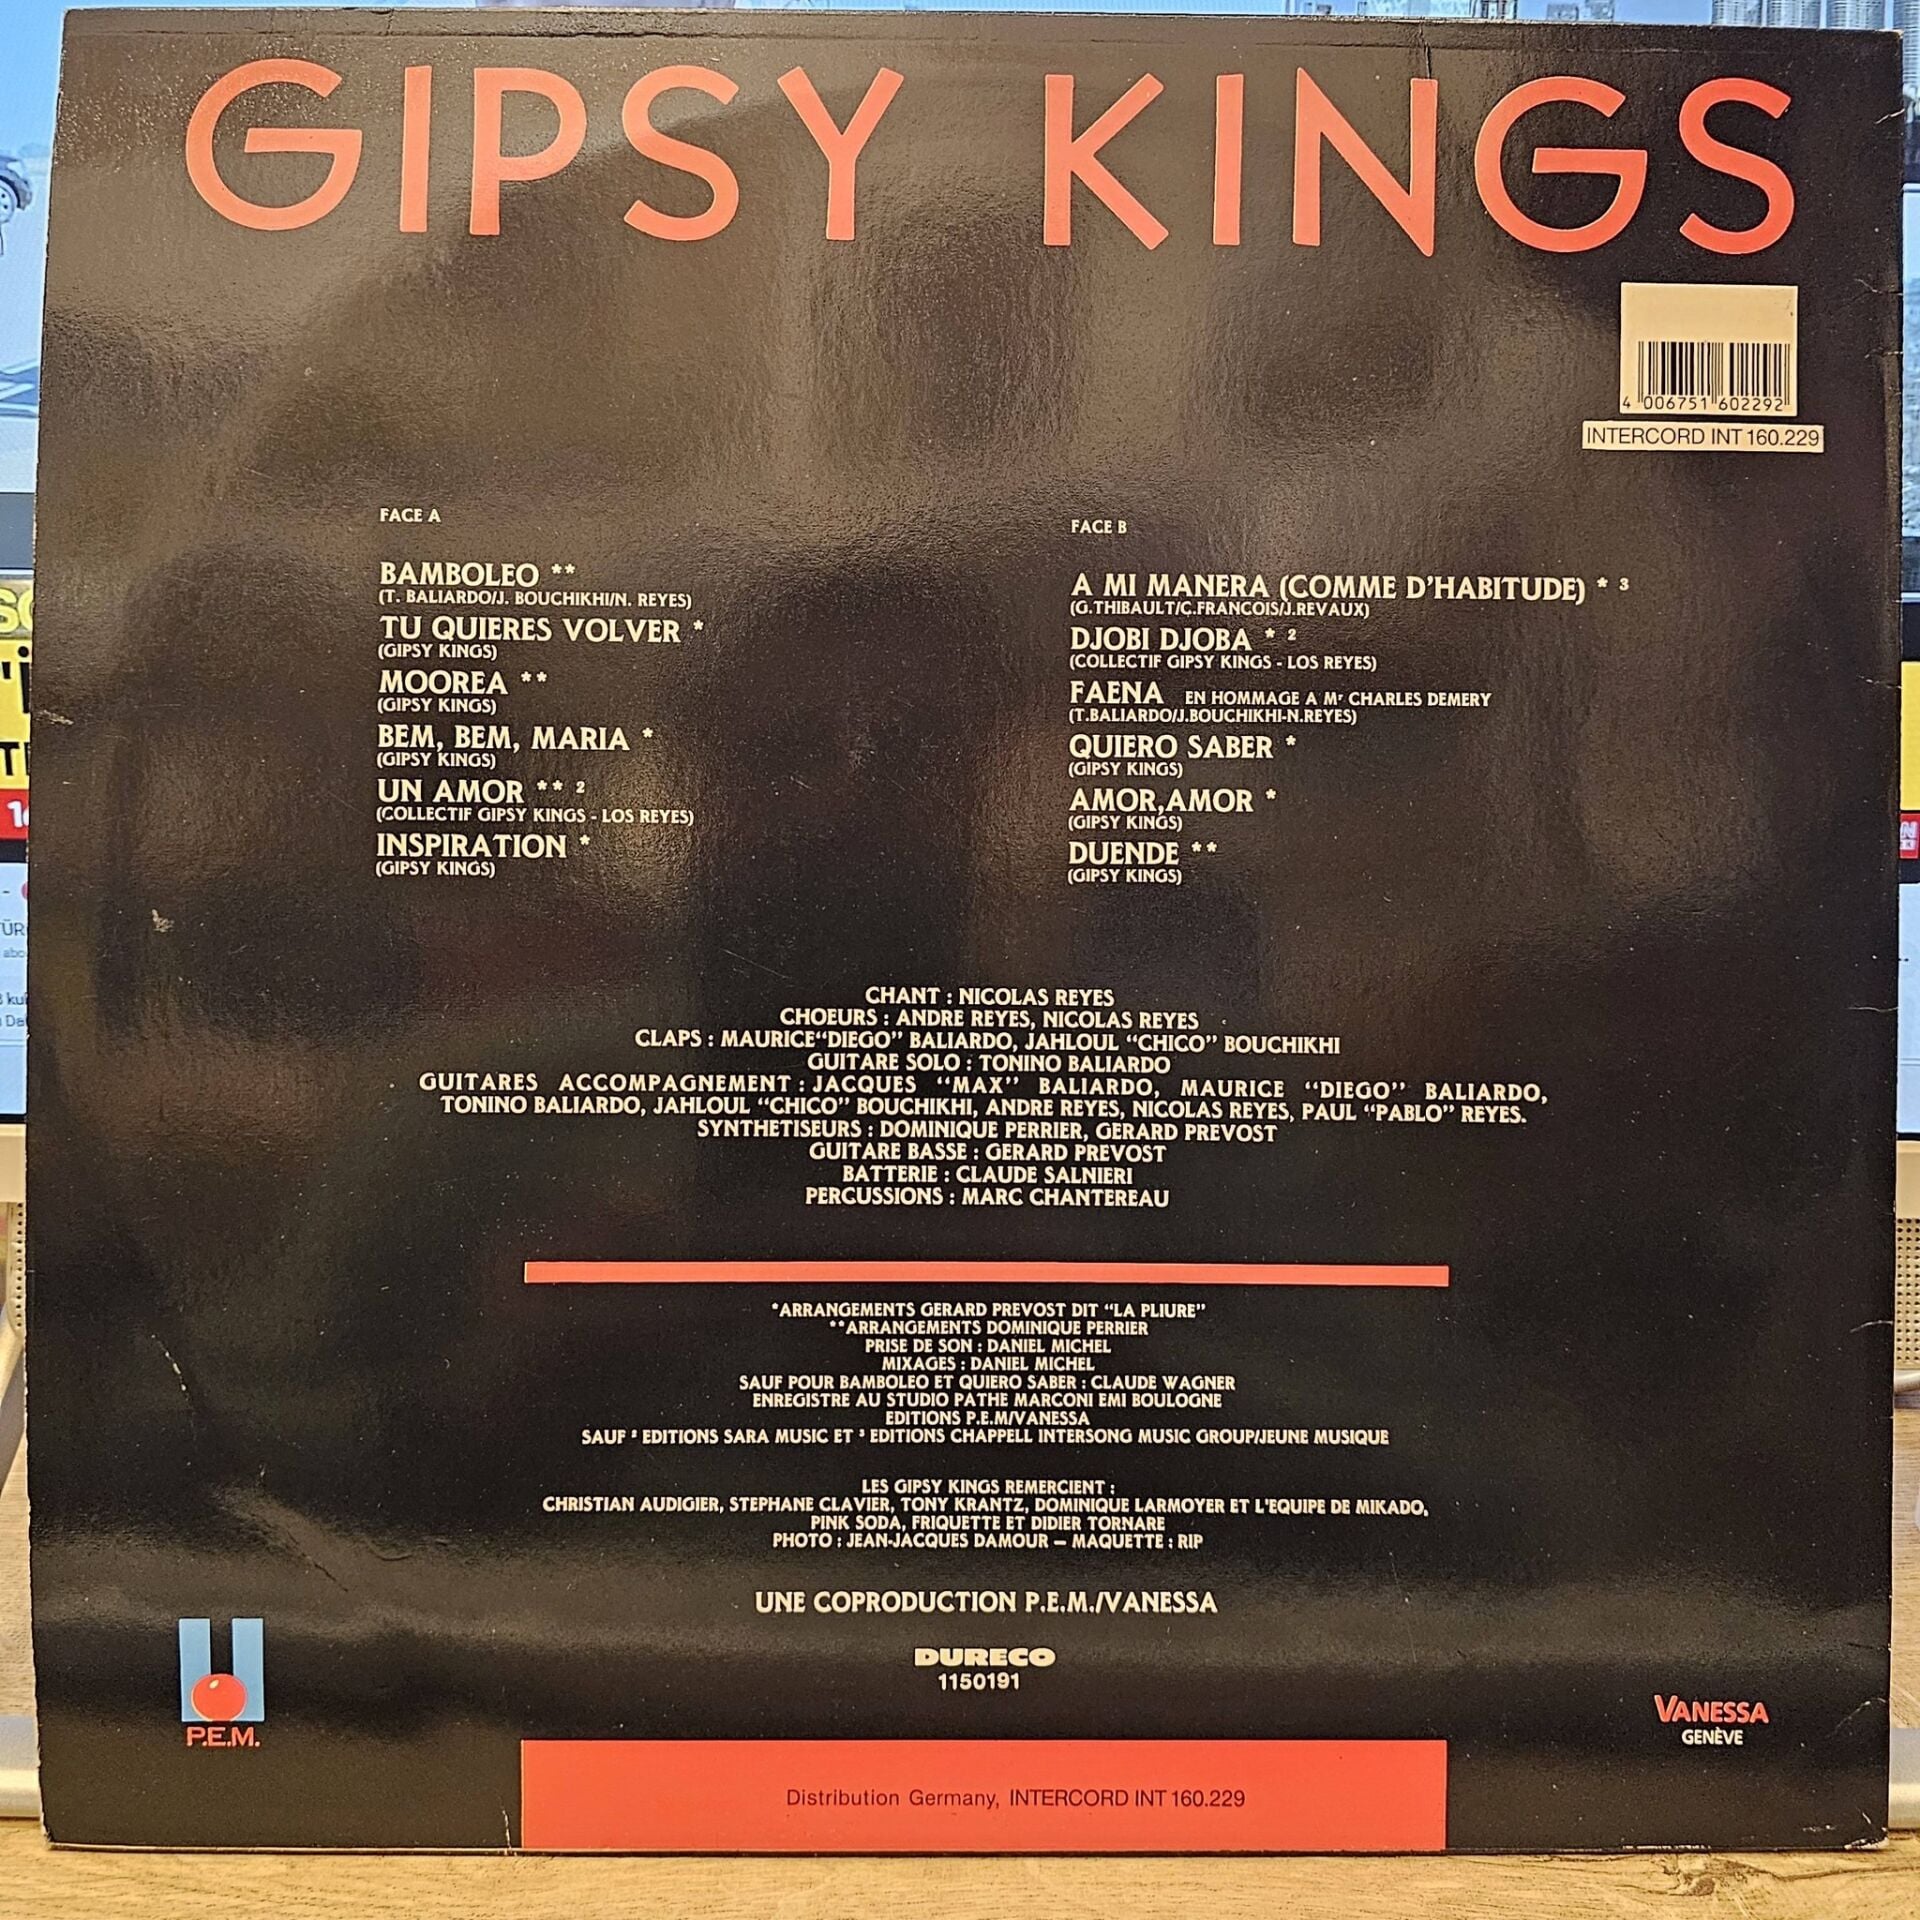 GIPSY KINGS
4 006751 602292
INTERCORD INT 160.229
FACE A
BAMBOLEO **
(T. BALIARDO/J. BOUCHIKHI/N. REYES)
TU QUIERES VOLVER *
(GIPSY KINGS)
MOOREA **
(GIPSY KINGS)
BEM, BEM, MARIA *
(GIPSY KINGS)
UN AMOR ** ²
(COLLECTIF GIPSY KINGS - LOS REYES)
INSPIRATION *
(GIPSY KINGS)
FACE B
A MI MANERA (COMME D'HABITUDE) * ³
(G.THIBAULT/C.FRANCOIS/J.REVAUX)
DJOBI DJOBA * ²
(COLLECTIF GIPSY KINGS - LOS REYES)
FAENA EN HOMMAGE A Mr CHARLES DEMERY
(T.BALIARDO/J.BOUCHIKHI-N.REYES)
QUIERO SABER *
(GIPSY KINGS)
AMOR,AMOR *
(GIPSY KINGS)
DUENDE **
(GIPSY KINGS)
CHANT : NICOLAS REYES
CHOEURS : ANDRE REYES, NICOLAS REYES
CLAPS : MAURICE "DIEGO" BALIARDO, JAHLOUL "CHICO" BOUCHIKHI
GUITARE SOLO : TONINO BALIARDO
GUITARES ACCOMPAGNEMENT : JACQUES "MAX" BALIARDO, MAURICE "DIEGO" BALIARDO,
TONINO BALIARDO, JAHLOUL "CHICO" BOUCHIKHI, ANDRE REYES, NICOLAS REYES, PAUL "PABLO" REYES.
SYNTHETISEURS : DOMINIQUE PERRIER, GERARD PREVOST
GUITARE BASSE : GERARD PREVOST
BATTERIE : CLAUDE SALNIERI
PERCUSSIONS : MARC CHANTEREAU
*ARRANGEMENTS GERARD PREVOST DIT "LA PLIURE"
**ARRANGEMENTS DOMINIQUE PERRIER
PRISE DE SON : DANIEL MICHEL
MIXAGES : DANIEL MICHEL
SAUF POUR BAMBOLEO ET QUIERO SABER : CLAUDE WAGNER
ENREGISTRE AU STUDIO PATHE MARCONI EMI BOULOGNE
EDITIONS P.E.M/VANESSA
SAUF ² EDITIONS SARA MUSIC ET ³ EDITIONS CHAPPELL INTERSONG MUSIC GROUP/JEUNE MUSIQUE
LES GIPSY KINGS REMERCIENT :
CHRISTIAN AUDIGIER, STEPHANE CLAVIER, TONY KRANTZ, DOMINIQUE LARMOYER ET L'EQUIPE DE MIKADO,
PINK SODA, FRIQUETTE ET DIDIER TORNARE
PHOTO : JEAN-JACQUES DAMOUR – MAQUETTE : RIP
UNE COPRODUCTION P.E.M./VANESSA
DURECO
1150191
P.E.M.
VANESSA
GENÈVE
Distribution Germany, INTERCORD INT 160.229